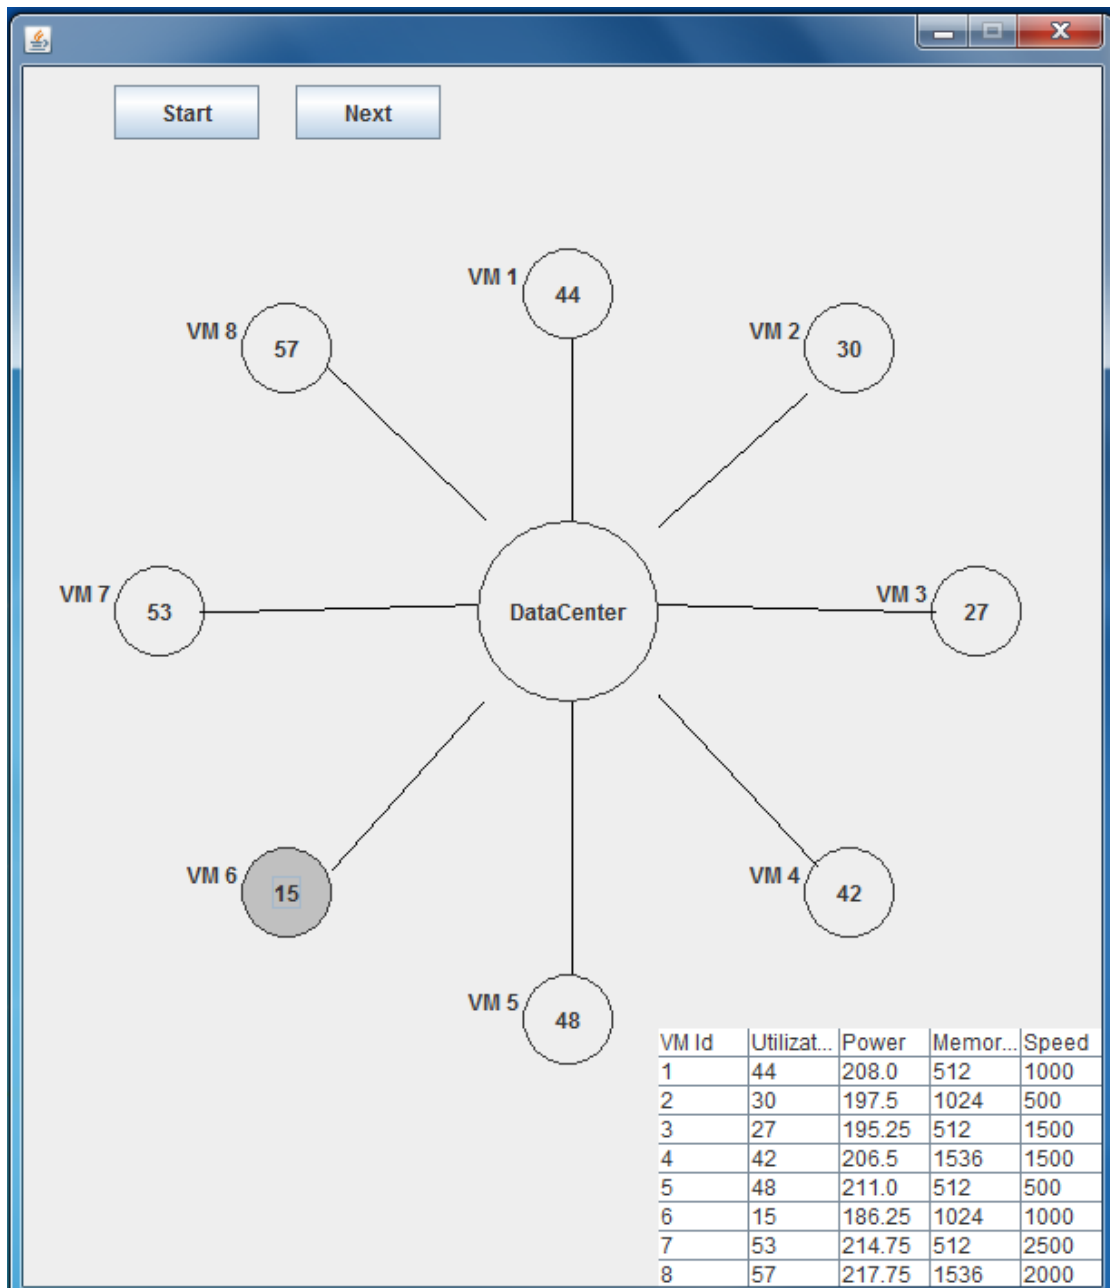 Start Next
VM 1
44
VM 8
57
VM 2
30
VM 7
53
DataCenter
VM 3
27
VM 6
15
VM 4
42
VM 5
48
VM Id Utilizat... Power Memor... Speed
1 44 208.0 512 1000
2 30 197.5 1024 500
3 27 195.25 512 1500
4 42 206.5 1536 1500
5 48 211.0 512 500
6 15 186.25 1024 1000
7 53 214.75 512 2500
8 57 217.75 1536 2000